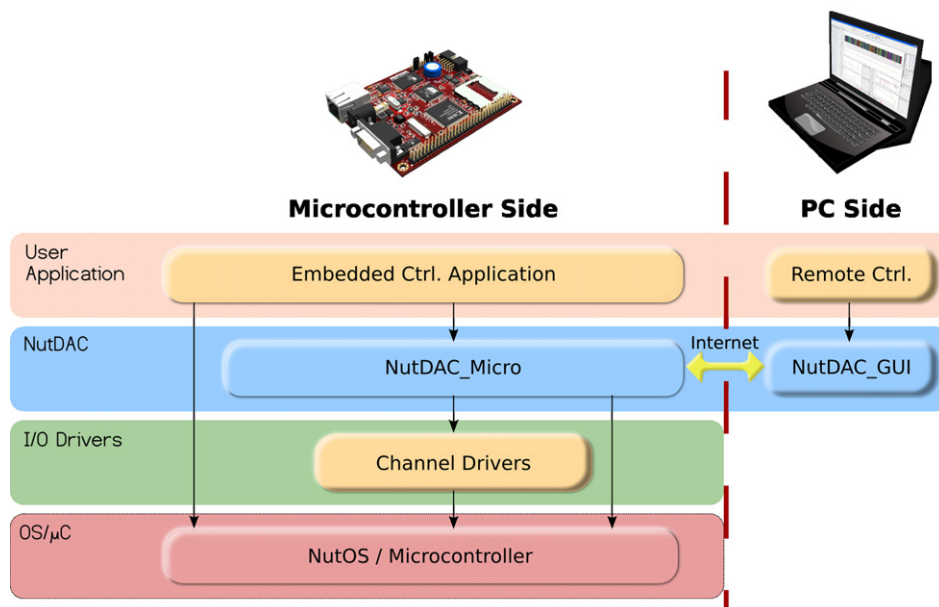 Microcontroller Side
PC Side
User
Application
Embedded Ctrl. Application
Remote Ctrl.
NutDAC
NutDAC_Micro
Internet
NutDAC_GUI
I/O Drivers
Channel Drivers
OS/μC
NutOS / Microcontroller